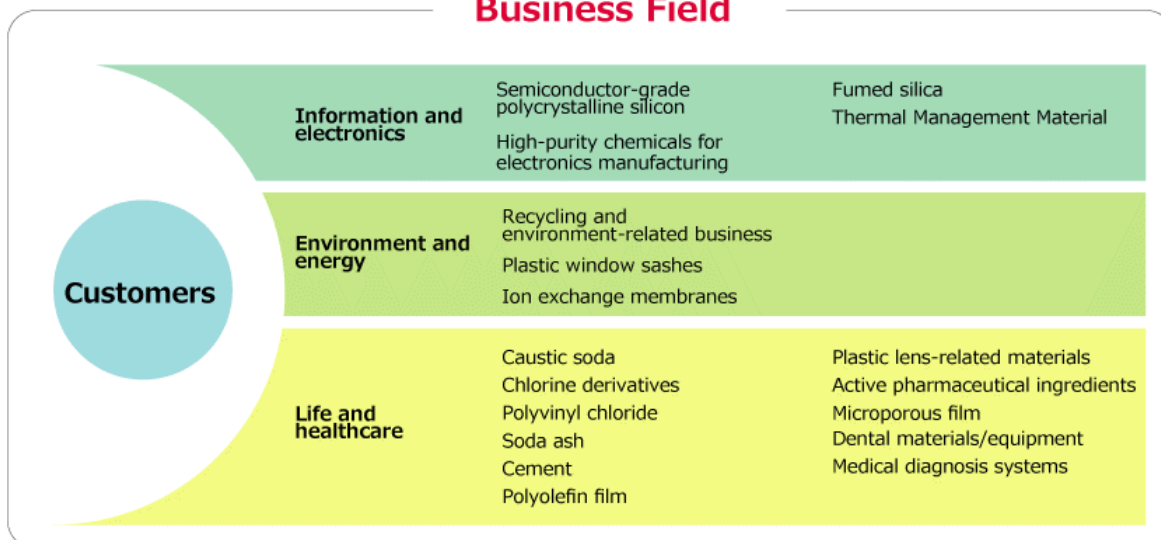 Business Field
Customers
Information and
electronics
Semiconductor-grade
polycrystalline silicon
High-purity chemicals for
electronics manufacturing
Fumed silica
Thermal Management Material
Environment and
energy
Recycling and
environment-related business
Plastic window sashes
Ion exchange membranes
Life and
healthcare
Caustic soda
Chlorine derivatives
Polyvinyl chloride
Soda ash
Cement
Polyolefin film
Plastic lens-related materials
Active pharmaceutical ingredients
Microporous film
Dental materials/equipment
Medical diagnosis systems